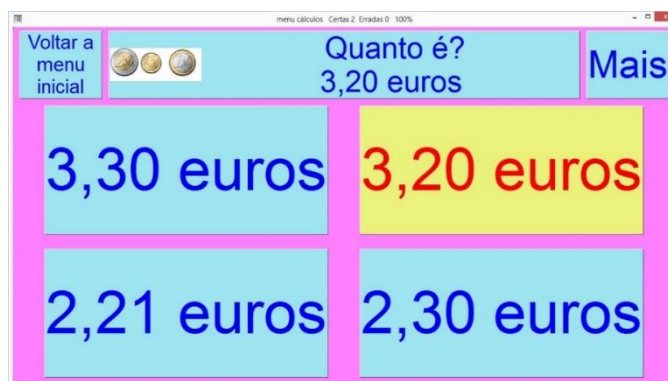 menu cálculos Certas 2 Erradas 0 100%
Voltar a
menu
inicial
Quanto é?
3,20 euros
Mais
3,30 euros
3,20 euros
2,21 euros
2,30 euros